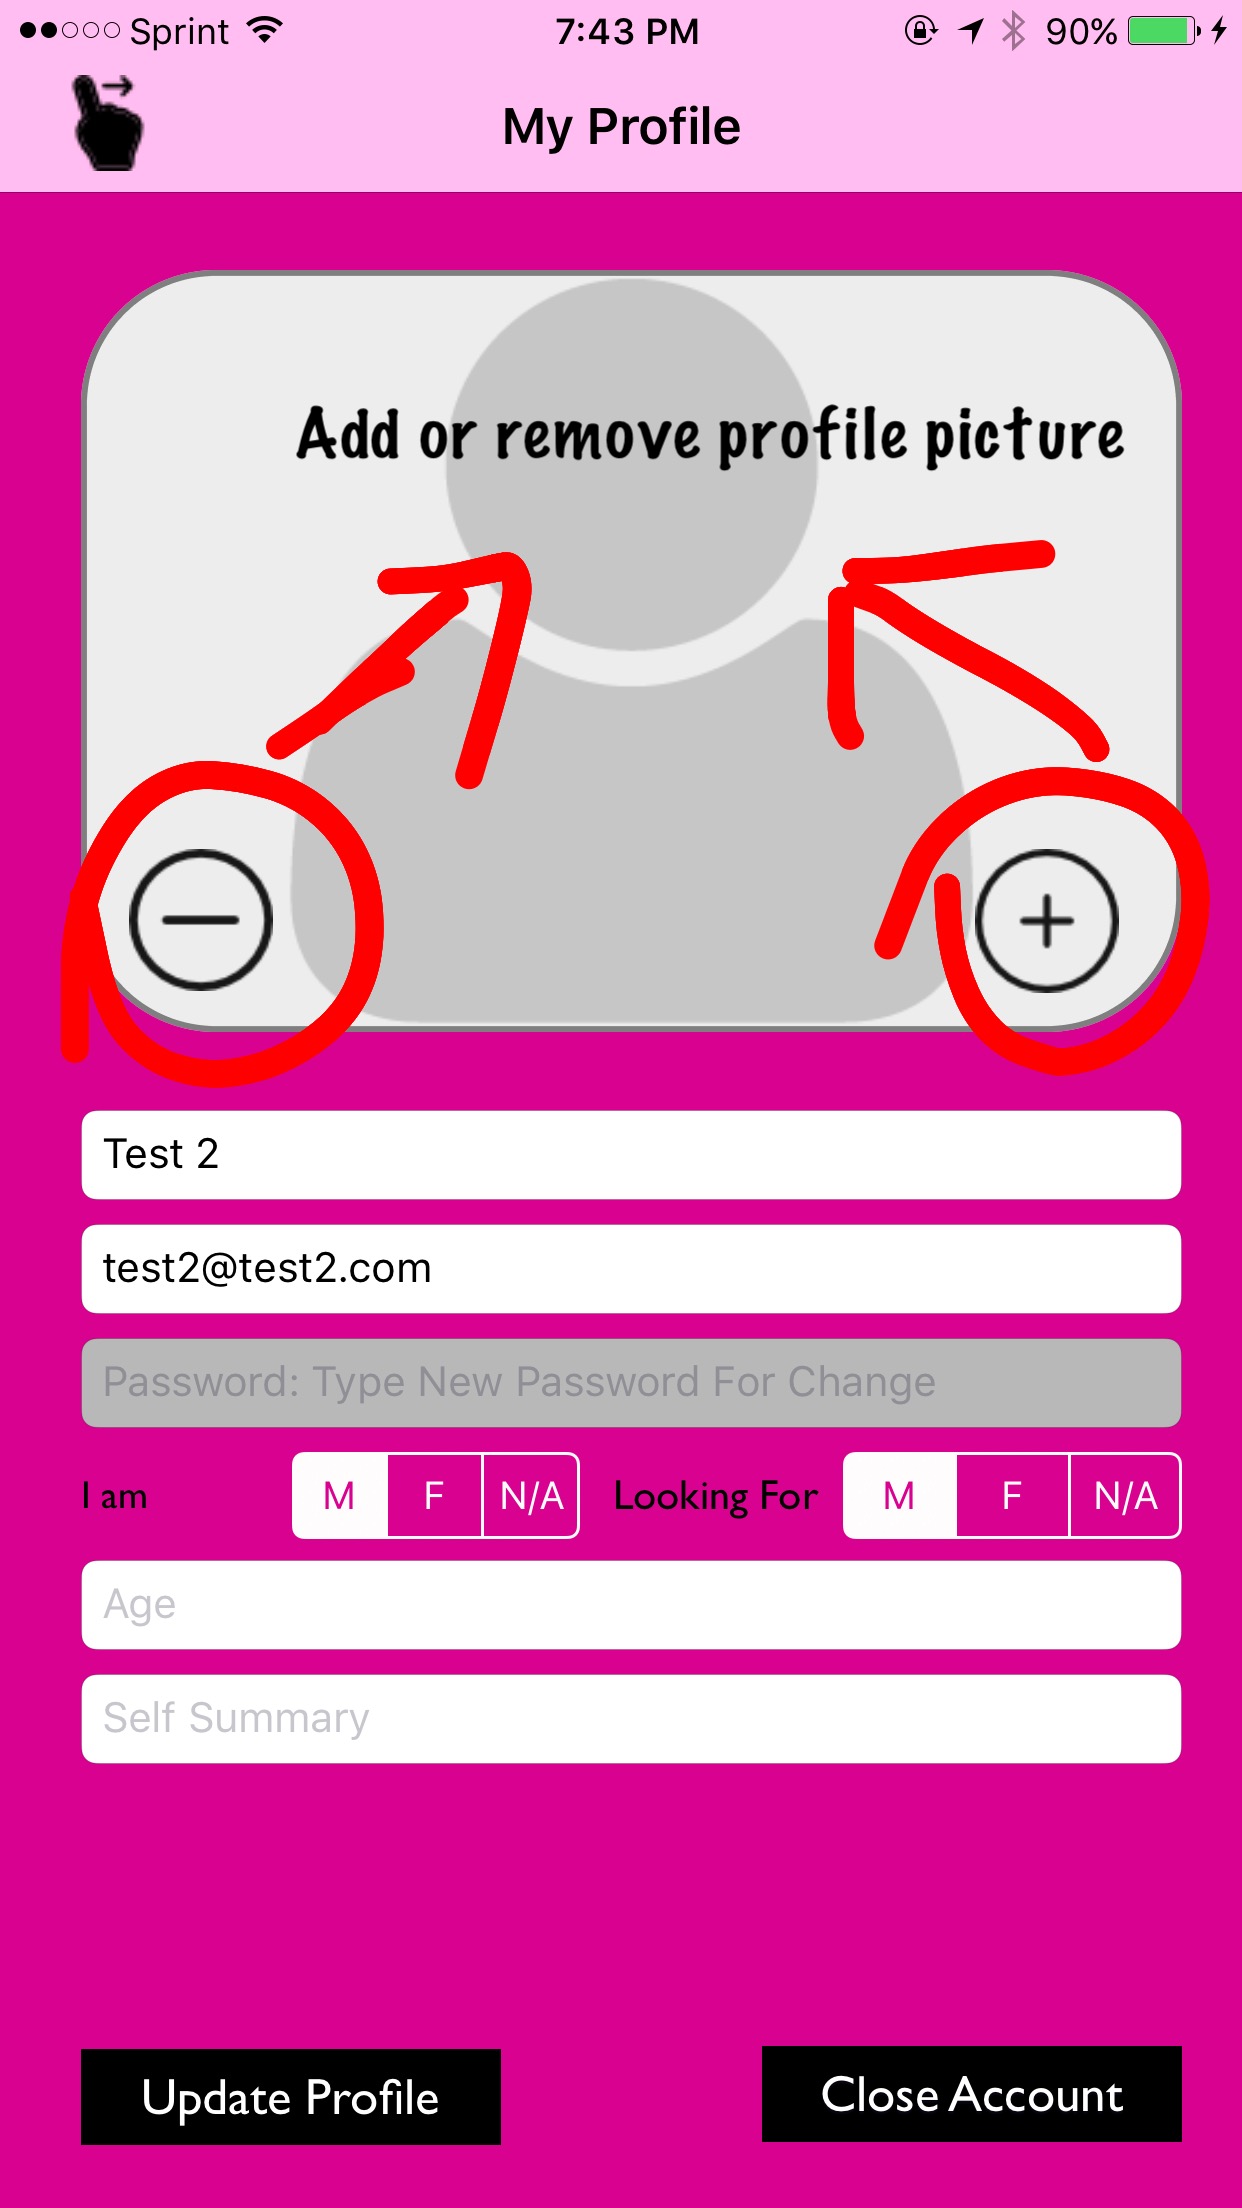 Sprint 7:43 PM 90%
My Profile
Add or remove profile picture
Test 2
test2@test2.com
Password: Type New Password For Change
I am M F N/A Looking For M F N/A
Age
Self Summary
Update Profile Close Account